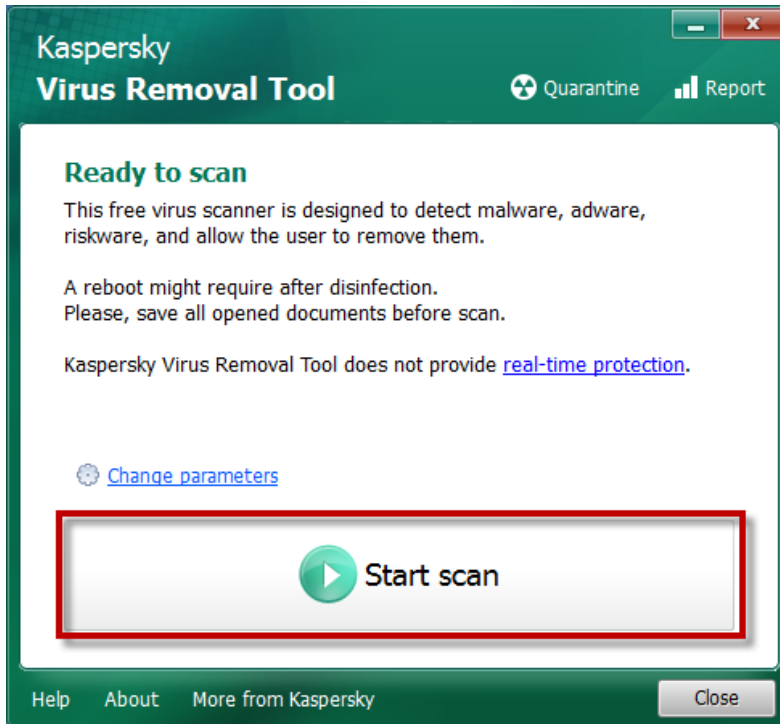 Kaspersky
Virus Removal Tool
Quarantine
Report
Ready to scan
This free virus scanner is designed to detect malware, adware,
riskware, and allow the user to remove them.
A reboot might require after disinfection.
Please, save all opened documents before scan.
Kaspersky Virus Removal Tool does not provide real-time protection.
Change parameters
Start scan
Help About More from Kaspersky Close